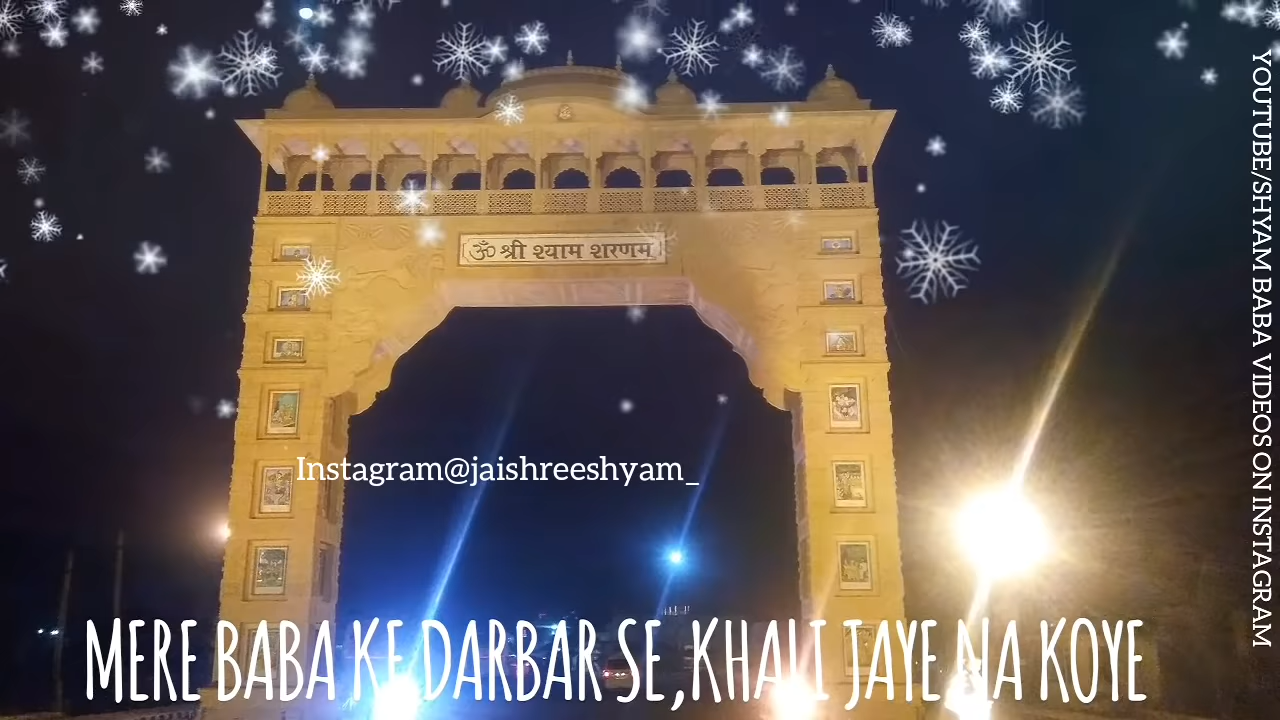 ॐ श्री श्याम शरणम्
Instagram@jaishreeshyam_
MERE BABA KE DARBAR SE,KHALI JAYE NA KOYE
YOUTUBE/SHYAM BABA VIDEOS ON INSTAGRAM